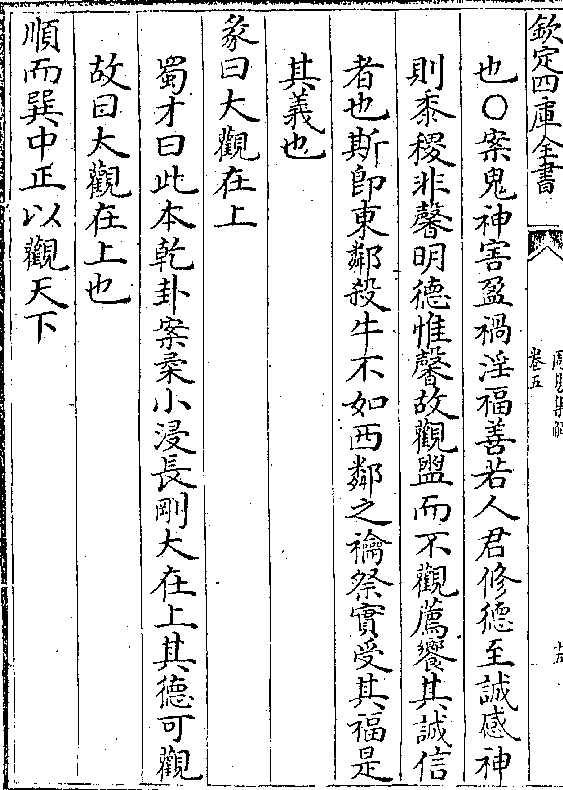 欽定四庫全書
周易集解
卷五
十五
也○案鬼神害盈禍淫福善若人君修德至誠感神
則黍稷非馨明德惟馨故觀盥而不觀薦饗其誠信
者也斯即東鄰殺牛不如西鄰之禴祭實受其福是
其義也
彖曰大觀在上
蜀才曰此本乾卦案柔小浸長剛大在上其德可觀
故曰大觀在上也
順而巽中正以觀天下